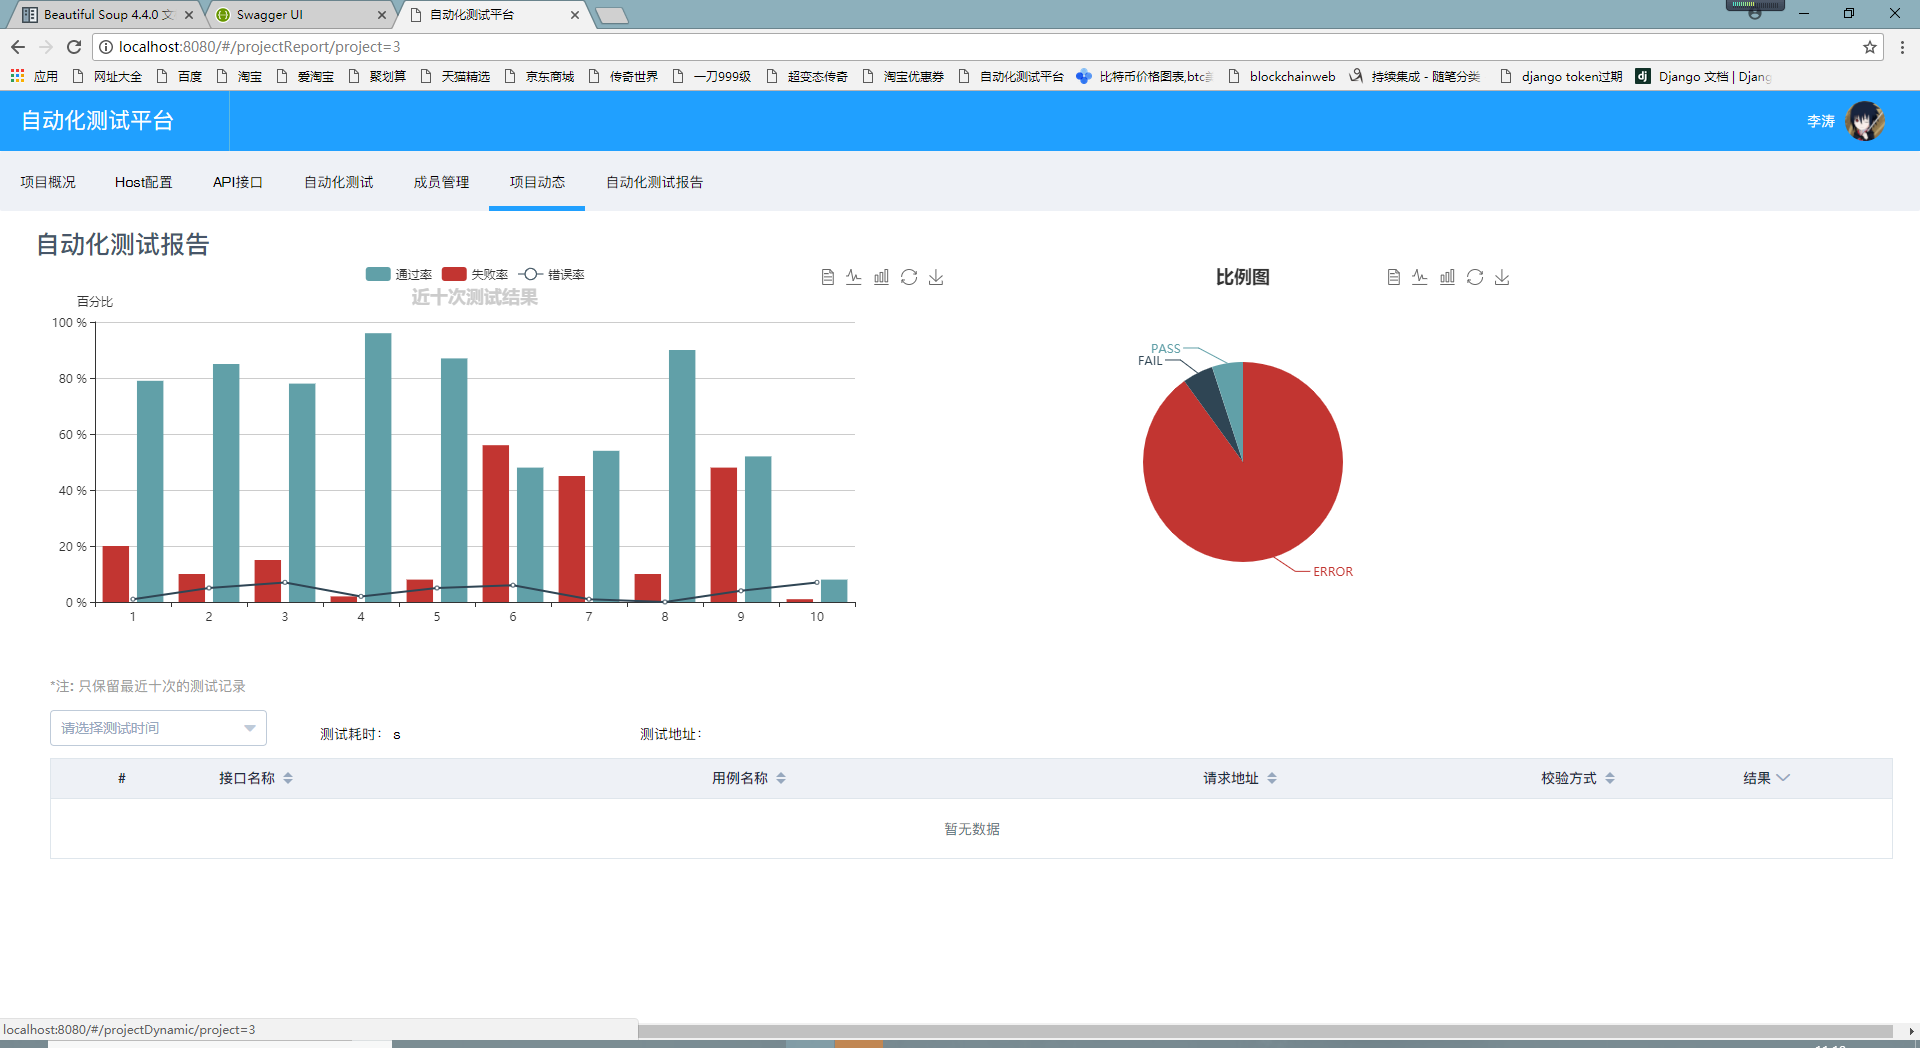 Beautiful Soup 4.4.0 文
Swagger UI
自动化测试平台
localhost:8080/#/projectReport/project=3
应用 网址大全 百度 淘宝 爱淘宝 聚划算 天猫精选 京东商城 传奇世界 一刀999级 超变态传奇 淘宝优惠券 自动化测试平台 比特币价格图表,btc blockchainweb 持续集成 - 随笔分类 django token过期 Django 文档 | Djang
自动化测试平台
李涛
项目概况 Host配置 API接口 自动化测试 成员管理 项目动态 自动化测试报告
自动化测试报告
通过率 失败率 错误率
近十次测试结果
百分比
100 %
80 %
60 %
40 %
20 %
0 %
1 2 3 4 5 6 7 8 9 10
比例图
PASS
FAIL
ERROR
*注: 只保留最近十次的测试记录
请选择测试时间
测试耗时: s
测试地址:
# 接口名称 用例名称 请求地址 校验方式 结果
暂无数据
localhost:8080/#/projectDynamic/project=3